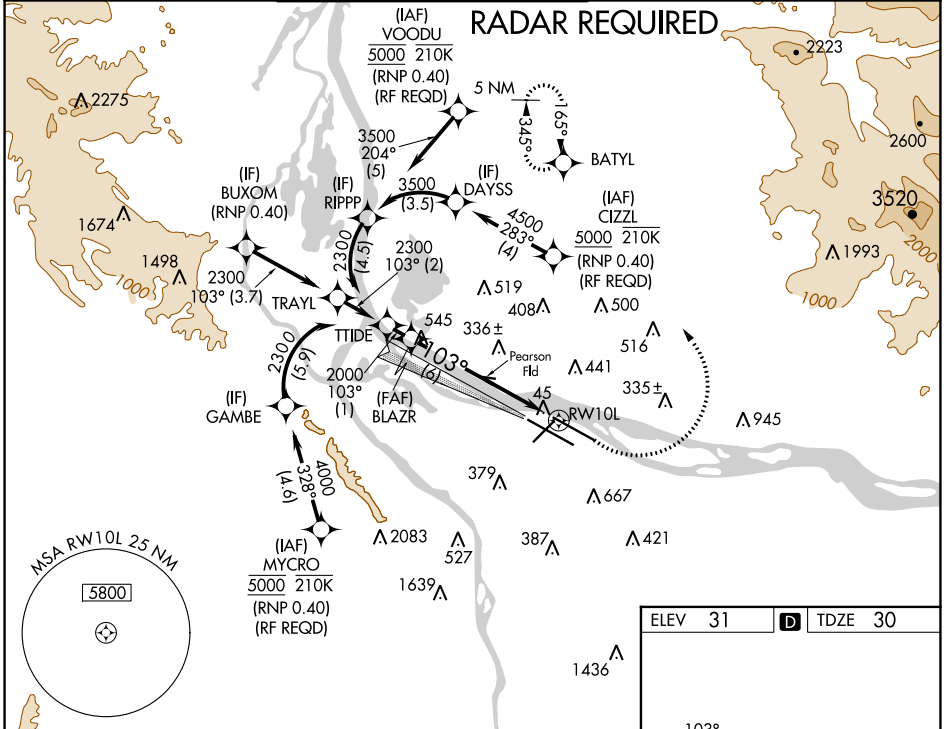 RADAR REQUIRED
(IAF)
VOODU
5000 210K
(RNP 0.40)
(RF REQD)
2223
2275
5 NM
345°
165°
BATYL
2600
3500
204°
(5)
(IF)
DAYSS
(IF)
BUXOM
(RNP 0.40)
(IF)
RIPPP
3500
(3.5)
4500
283°
(4)
(IAF)
CIZZL
5000 210K
(RNP 0.40)
(RF REQD)
3520
2000
1993
1000
1674
1498
1000
2300
103° (3.7)
2300
(4.5)
2300
103° (2)
TRAYL
519
408
500
516
TTIDE
545
336±
103°
(6)
Pearson
Fld
441
335±
45
RW10L
945
2300
(5.9)
2000
103°
(1)
(FAF)
BLAZR
(IF)
GAMBE
4000
328°
(4.6)
379
667
(IAF)
MYCRO
5000 210K
(RNP 0.40)
(RF REQD)
2083
527
387
421
1639
MSA RW10L 25 NM
5800
1436
ELEV 31 D TDZE 30
103°